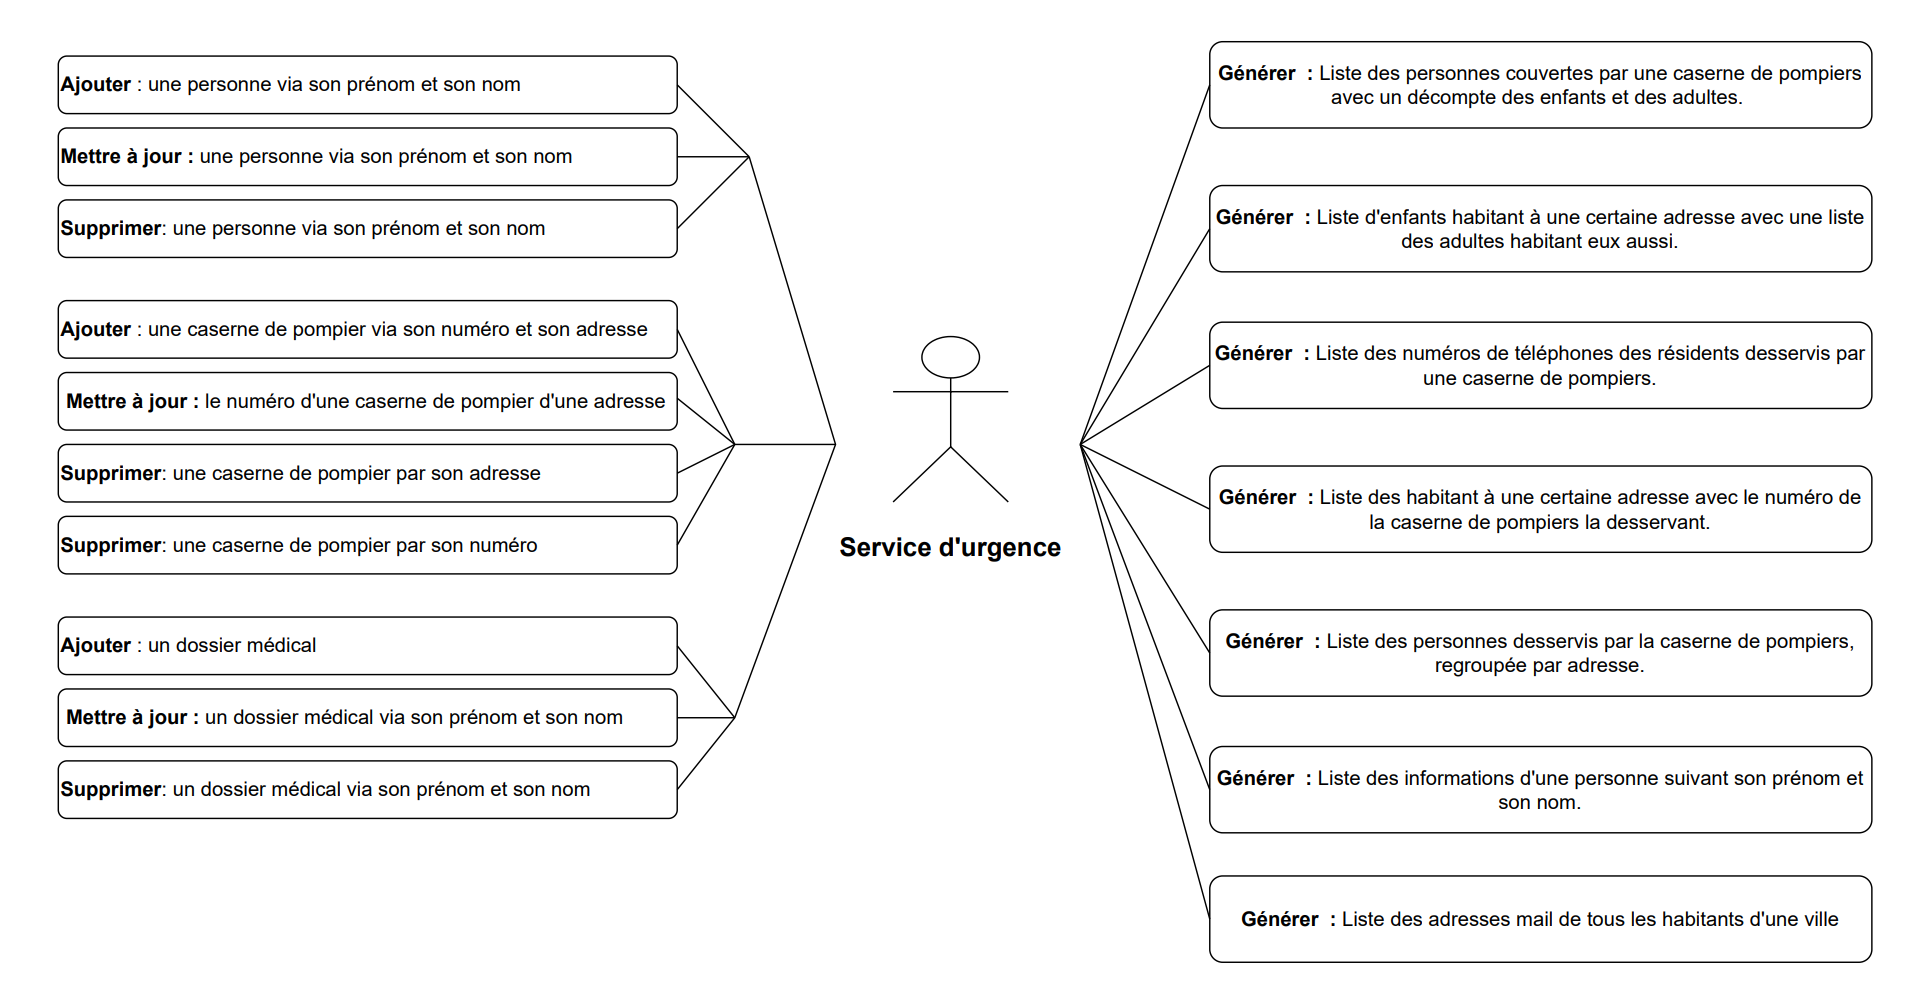 Ajouter : une personne via son prénom et son nom
Mettre à jour : une personne via son prénom et son nom
Supprimer: une personne via son prénom et son nom
Ajouter : une caserne de pompier via son numéro et son adresse
Mettre à jour : le numéro d'une caserne de pompier d'une adresse
Supprimer: une caserne de pompier par son adresse
Supprimer: une caserne de pompier par son numéro
Ajouter : un dossier médical
Mettre à jour : un dossier médical via son prénom et son nom
Supprimer: un dossier médical via son prénom et son nom
Service d'urgence
Générer : Liste des personnes couvertes par une caserne de pompiers
avec un décompte des enfants et des adultes.
Générer : Liste d'enfants habitant à une certaine adresse avec une liste
des adultes habitant eux aussi.
Générer : Liste des numéros de téléphones des résidents desservis par
une caserne de pompiers.
Générer : Liste des habitant à une certaine adresse avec le numéro de
la caserne de pompiers la desservant.
Générer : Liste des personnes desservis par la caserne de pompiers,
regroupée par adresse.
Générer : Liste des informations d'une personne suivant son prénom et
son nom.
Générer : Liste des adresses mail de tous les habitants d'une ville